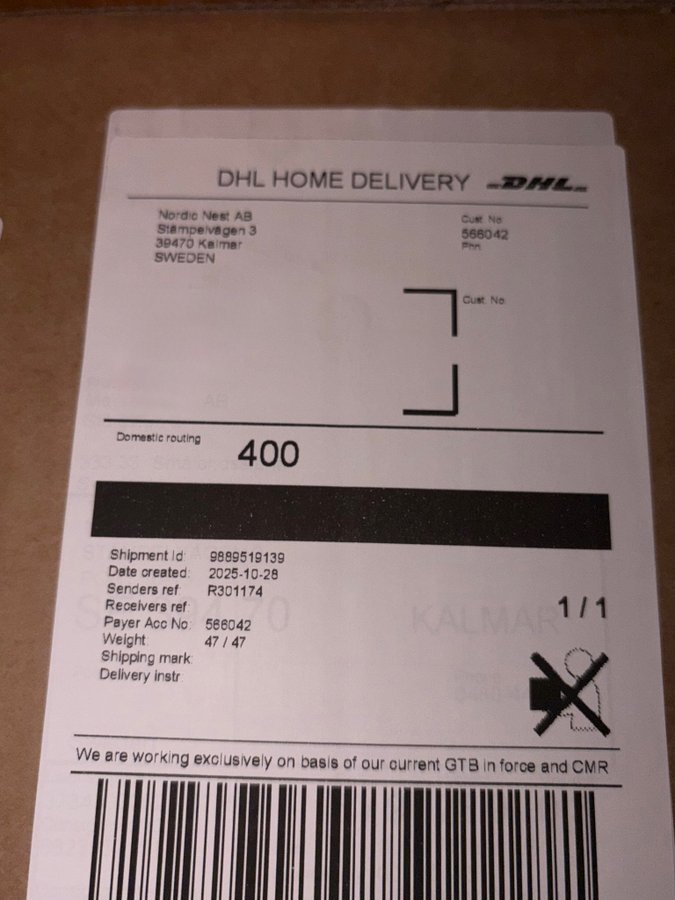 DHL HOME DELIVERY
DHL
Nordic Nest AB
Stämpelvägen 3
39470 Kalmar
SWEDEN
Cust. No
566042
Phn
Cust. No
Domestic routing
400
Shipment Id: 9889519139
Date created: 2025-10-28
Senders ref: R301174
Receivers ref:
Payer Acc No: 566042
Weight: 47 / 47
Shipping mark:
Delivery instr
1 / 1
KALMAR
We are working exclusively on basis of our current GTB in force and CMR